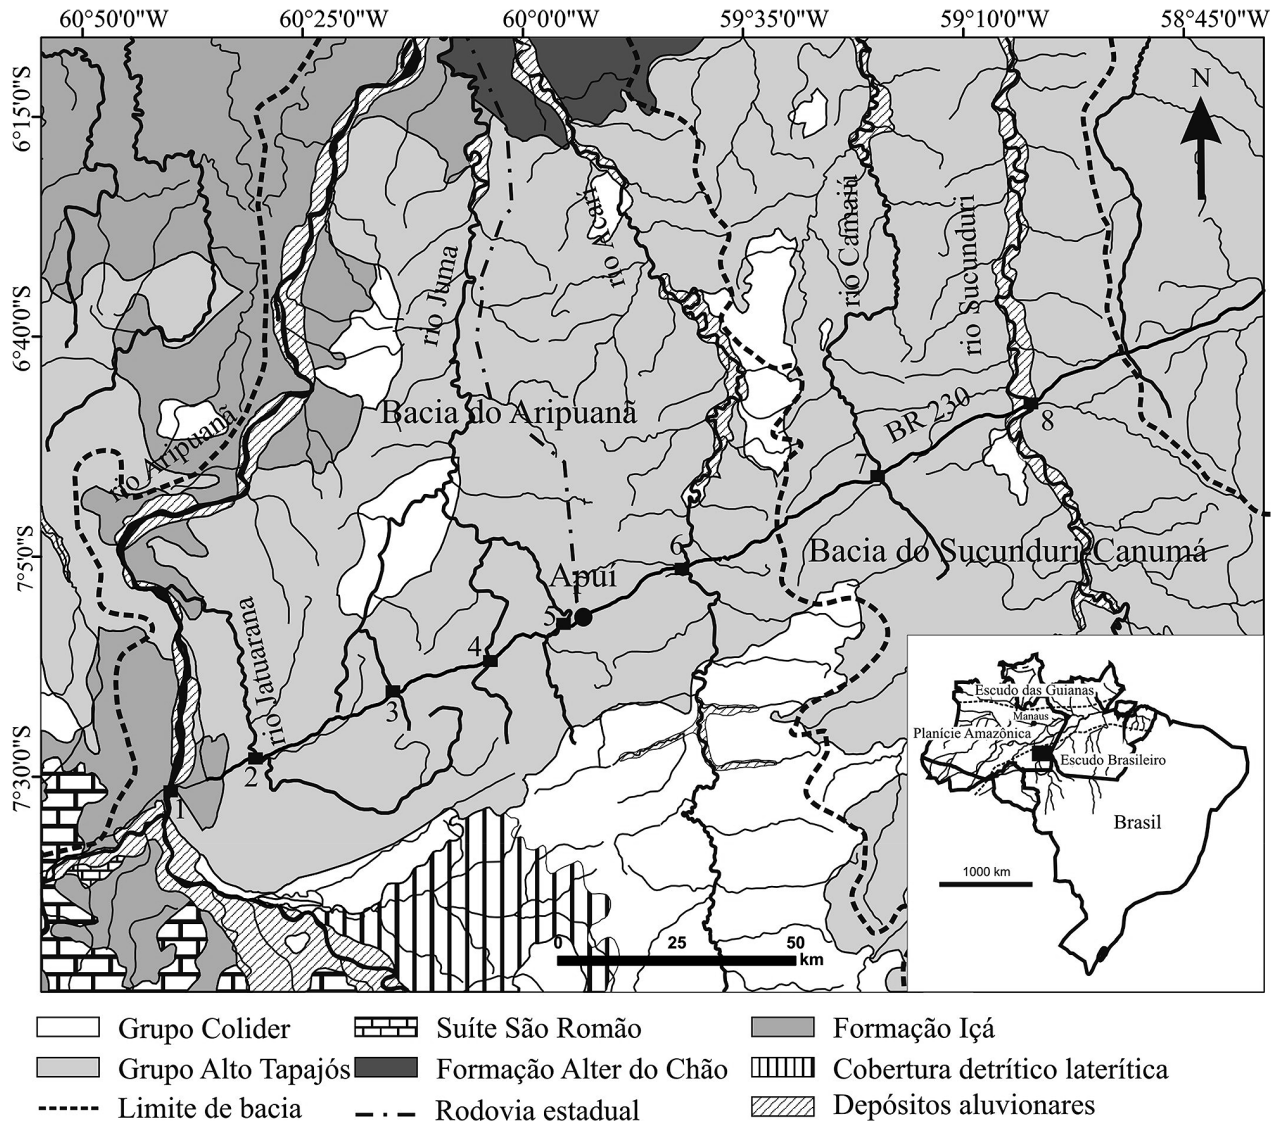 60°50'0"W 60°25'0"W 60°0'0"W 59°35'0"W 59°10'0"W 58°45'0"W
6°15'0"S
6°40'0"S
7°5'0"S
7°30'0"S
N
rio Juma
rio Acari
rio Camaiú
rio Sucunduri
rio Aripuanã
Bacia do Aripuanã
BR 230
8
7
6
Bacia do Sucunduri-Canumá
Apuí
5
4
3
rio Jatuarana
2
1
0 25 50
km
Escudo das Guianas
Manaus
Planície Amazônica
Escudo Brasileiro
Brasil
1000 km
Grupo Colider
Suíte São Romão
Formação Içá
Grupo Alto Tapajós
Formação Alter do Chão
Cobertura detrítico laterítica
Limite de bacia
Rodovia estadual
Depósitos aluvionares